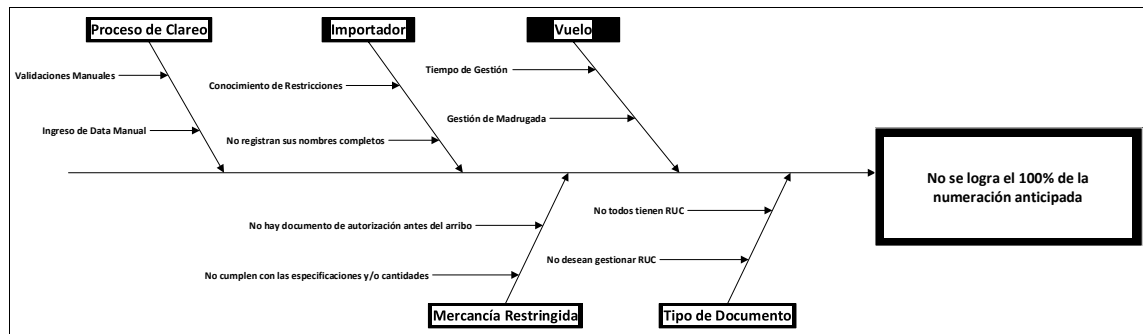 Proceso de Clareo
Importador
Vuelo
Validaciones Manuales
Conocimiento de Restricciones
Tiempo de Gestión
Ingreso de Data Manual
No registran sus nombres completos
Gestión de Madrugada
No se logra el 100% de la
numeración anticipada
No hay documento de autorización antes del arribo
No todos tienen RUC
No cumplen con las especificaciones y/o cantidades
No desean gestionar RUC
Mercancía Restringida
Tipo de Documento